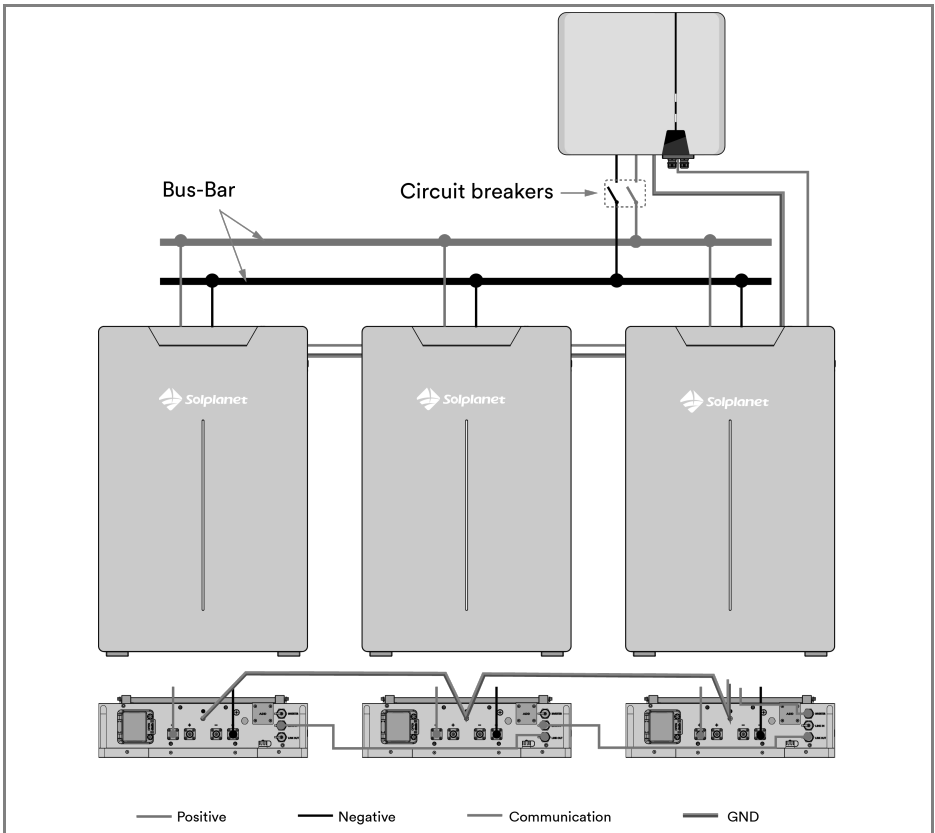 Bus-Bar
Circuit breakers
Solplanet
Solplanet
Solplanet
Positive
Negative
Communication
GND